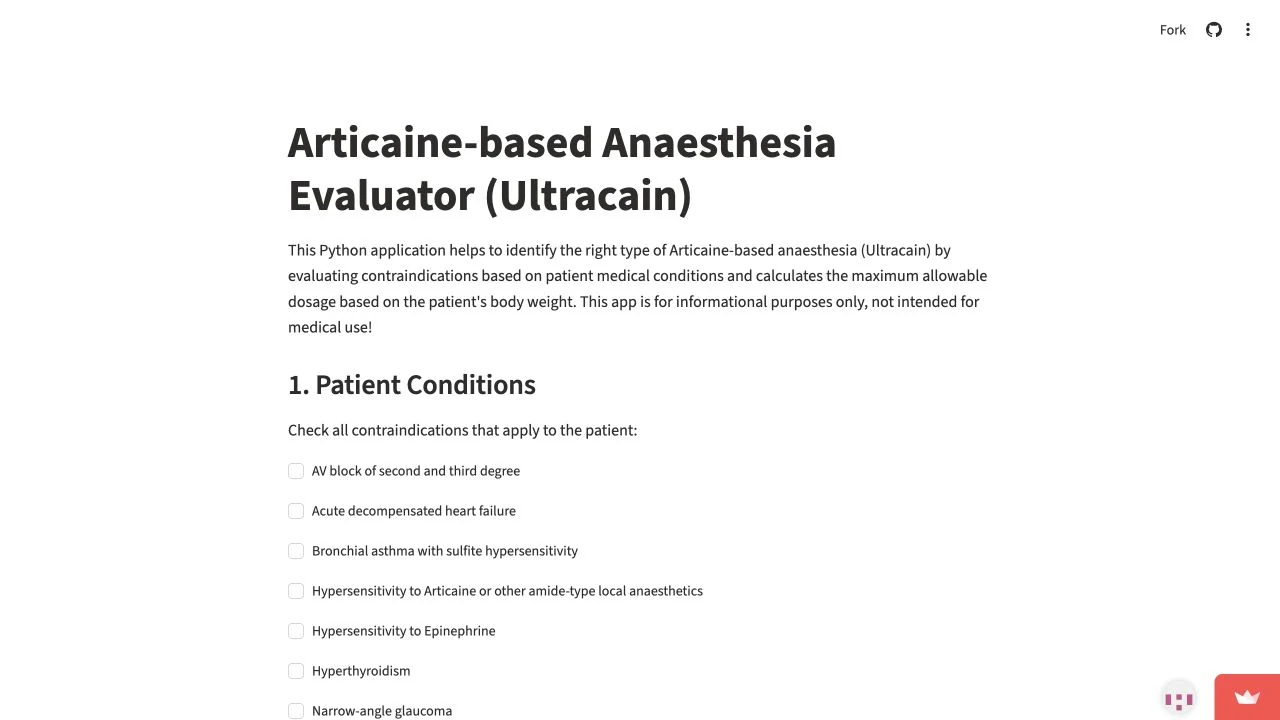 Fork
Articaine-based Anaesthesia
Evaluator (Ultracain)
This Python application helps to identify the right type of Articaine-based anaesthesia (Ultracain) by
evaluating contraindications based on patient medical conditions and calculates the maximum allowable
dosage based on the patient's body weight. This app is for informational purposes only, not intended for
medical use!
1. Patient Conditions
Check all contraindications that apply to the patient:
AV block of second and third degree
Acute decompensated heart failure
Bronchial asthma with sulfite hypersensitivity
Hypersensitivity to Articaine or other amide-type local anaesthetics
Hypersensitivity to Epinephrine
Hyperthyroidism
Narrow-angle glaucoma